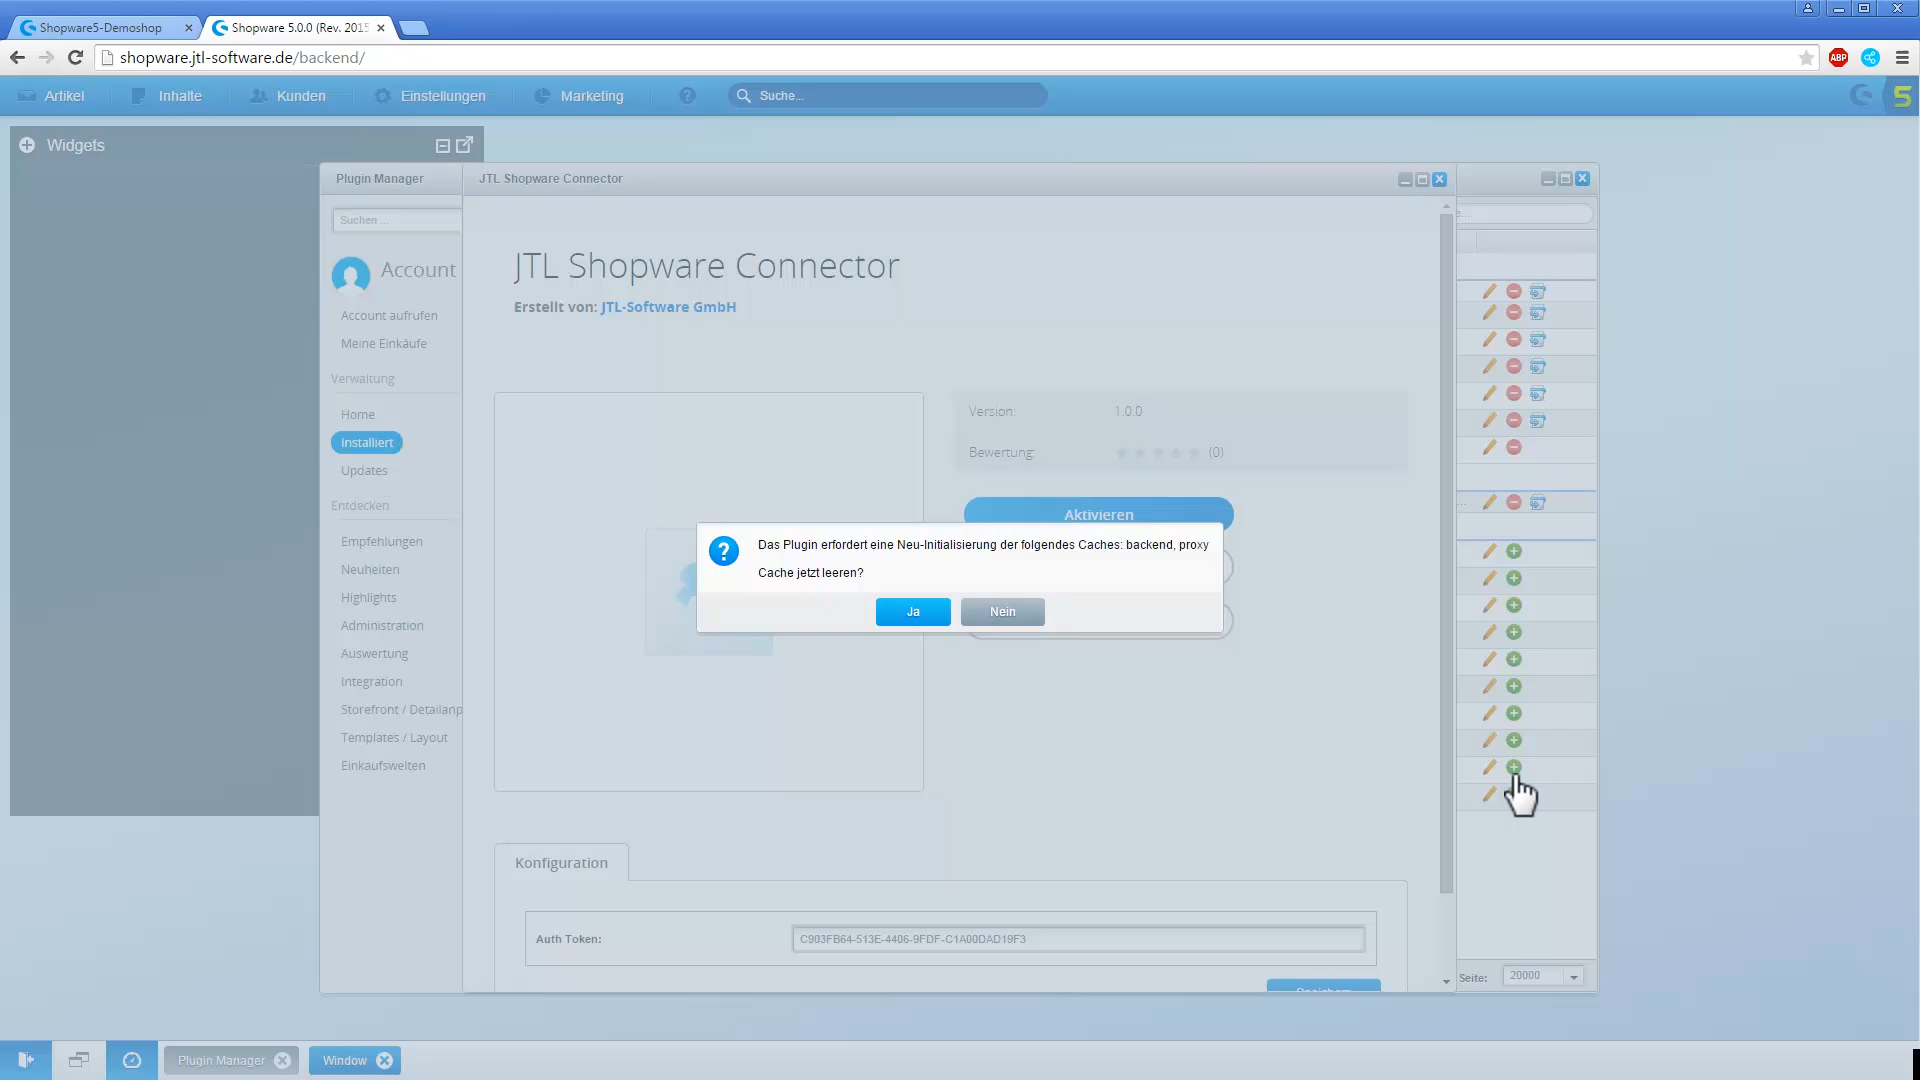 Shopware5-Demoshop
Shopware 5.0.0 (Rev. 2015
shopware.jtl-software.de/backend/
ABP
Artikel
Inhalte
Kunden
Einstellungen
Marketing
Suche...
Widgets
Plugin Manager
JTL Shopware Connector
Suchen ...
Account
Account aufrufen
Meine Einkäufe
Verwaltung
Home
Installiert
Updates
Entdecken
Empfehlungen
Neuheiten
Highlights
Administration
Auswertung
Integration
Storefront / Detailanp
Templates / Layout
Einkaufswelten
JTL Shopware Connector
Erstellt von: JTL-Software GmbH
Version: 1.0.0
Bewertung: (0)
Aktivieren
Das Plugin erfordert eine Neu-Initialisierung der folgendes Caches: backend, proxy
Cache jetzt leeren?
Ja
Nein
Konfiguration
Auth Token: C903FB64-513E-4406-9FDF-C1A00DAD19F3
Seite: 20000
Plugin Manager
Window